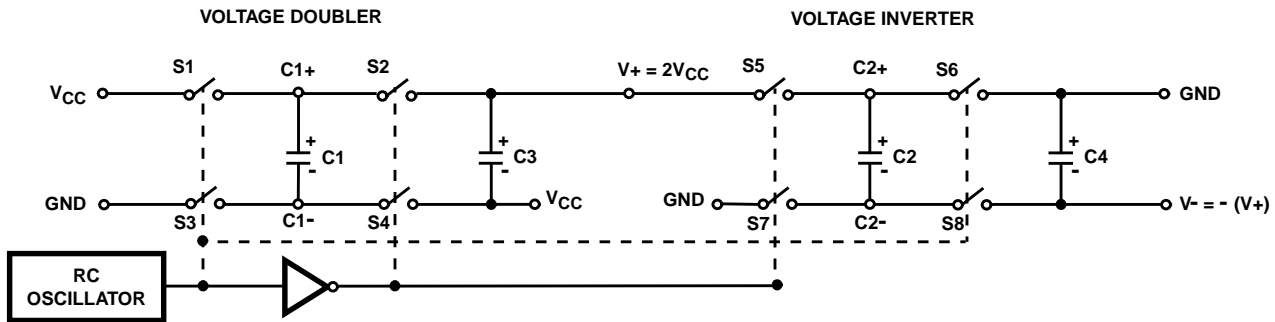 VOLTAGE DOUBLER VOLTAGE INVERTER
S1 C1+ S2 V+ = 2VCC S5 C2+ S6
VCC GND
+ C1 - + C3 - + C2 - + C4 -
GND VCC GND V- = - (V+)
S3 C1- S4 S7 C2- S8
RC
OSCILLATOR